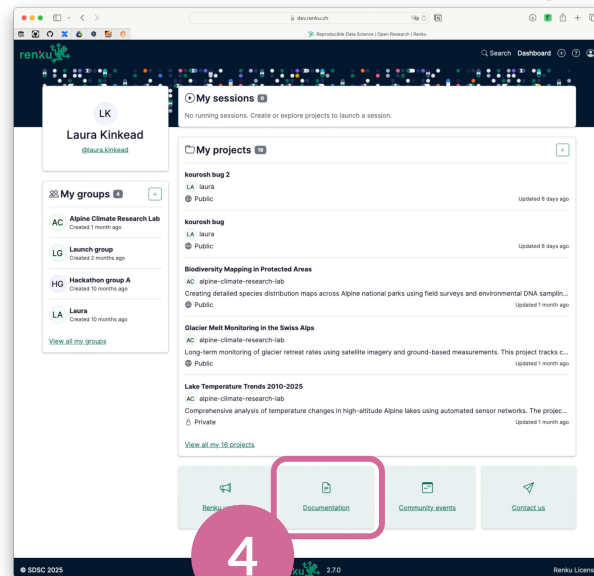 dev.renku.ch
Reproducible Data Science | Open Research | Renku
renku
Search Dashboard
LK
Laura Kinkead
@laura.kinkead
My sessions 0
No running sessions. Create or explore projects to launch a session.
My groups 4
AC Alpine Climate Research Lab
Created 1 month ago
LG Launch group
Created 2 months ago
HG Hackathon group A
Created 10 months ago
LA Laura
Created 10 months ago
View all my groups
My projects 16
kourosh bug 2
LA laura
Public Updated 6 days ago
kourosh bug
LA laura
Public Updated 6 days ago
Biodiversity Mapping in Protected Areas
AC alpine-climate-research-lab
Creating detailed species distribution maps across Alpine national parks using field surveys and environmental DNA samplin...
Public Updated 1 month ago
Glacier Melt Monitoring in the Swiss Alps
AC alpine-climate-research-lab
Long-term monitoring of glacier retreat rates using satellite imagery and ground-based measurements. This project tracks c...
Public Updated 1 month ago
Lake Temperature Trends 2010-2025
AC alpine-climate-research-lab
Comprehensive analysis of temperature changes in high-altitude Alpine lakes using automated sensor networks. The projec...
Private Updated 1 month ago
View all my 16 projects
Documentation
Community events
Contact us
4
© SDSC 2025
2.7.0
Renku Licens